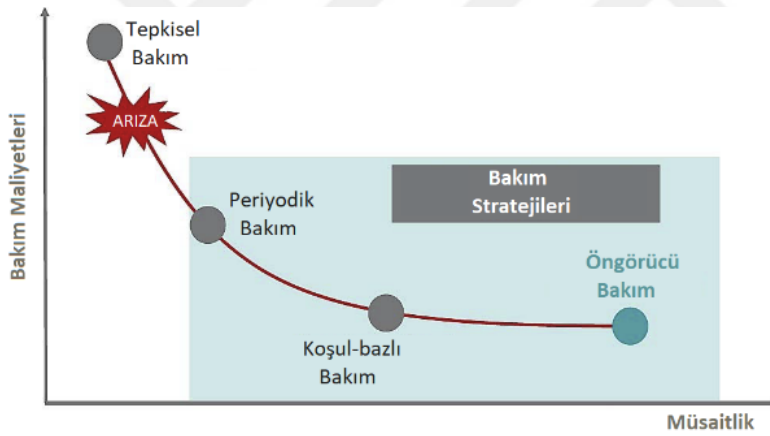 Tepkisel
Bakım
ARIZA
Bakım Maliyetleri
Periyodik
Bakım
Bakım
Stratejileri
Öngörücü
Bakım
Koşul-bazlı
Bakım
Müsaitlik